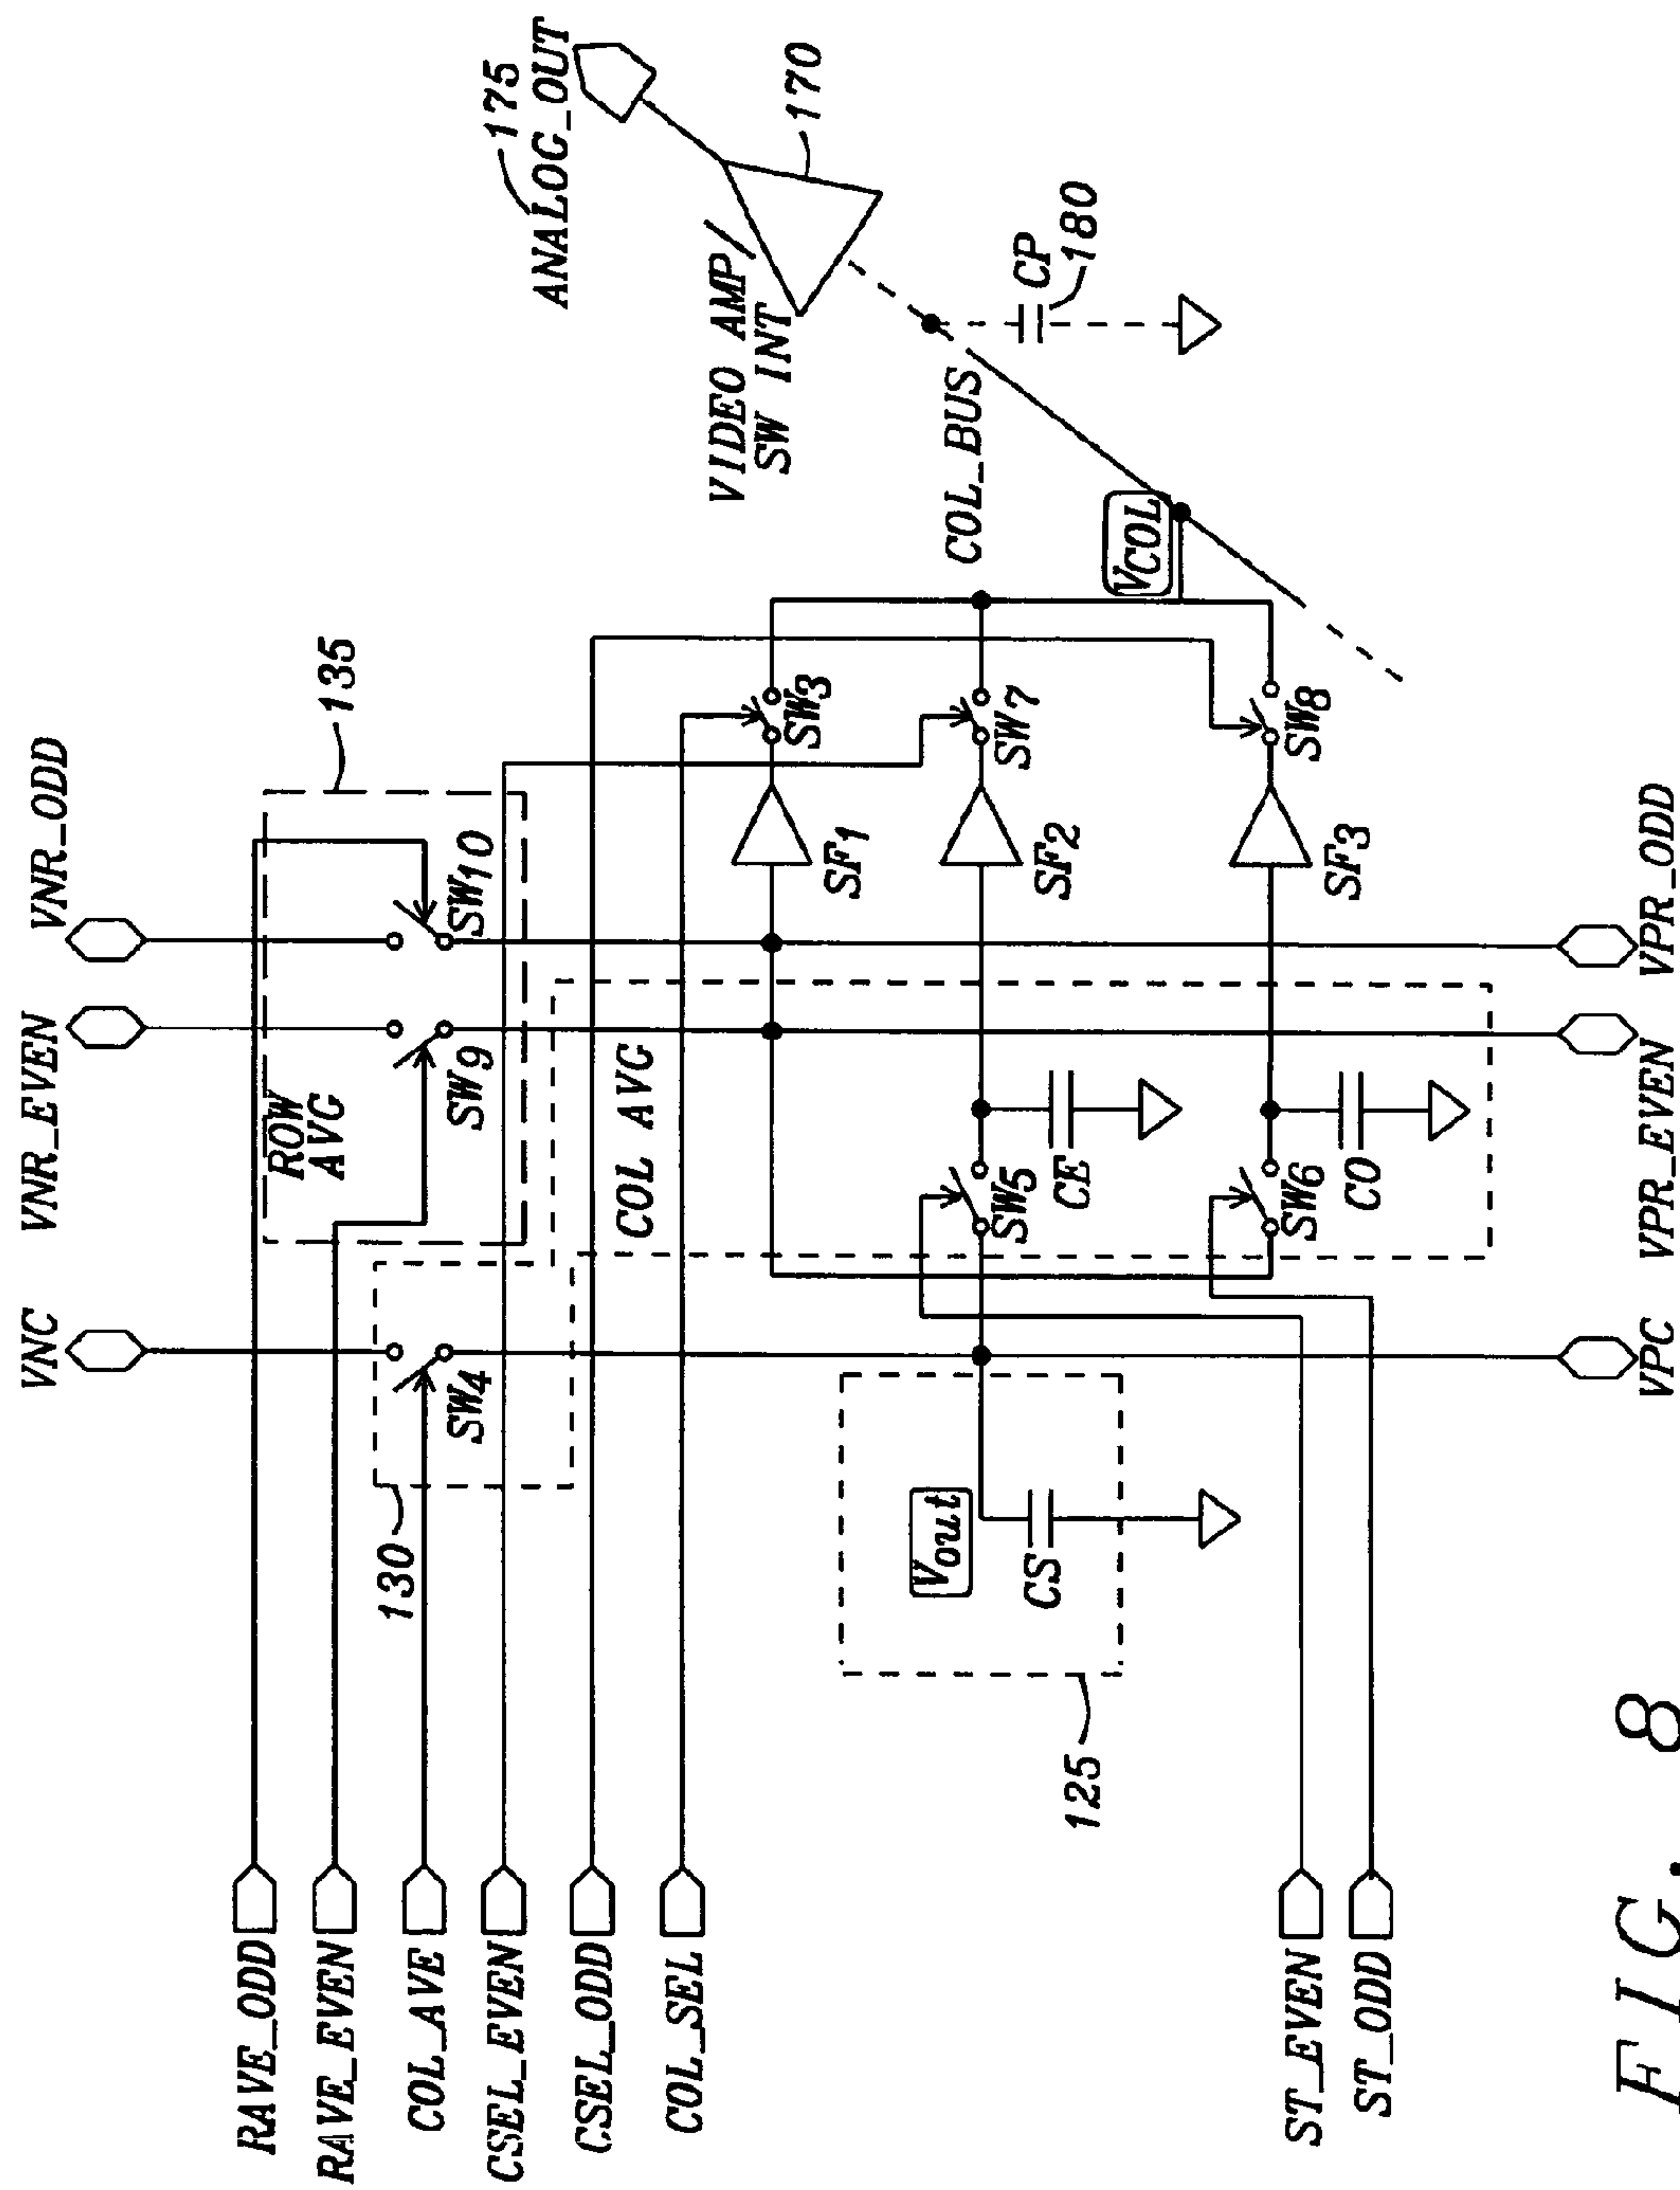 175
ANALOG_OUT
170
VIDEO AMP
SW INT
CP
180
COL_BUS
VCOL
135
VNR_ODD
VNR_EVEN
VNC
ROW
AVG
SW10
SW9
SW4
COL AVG
130
SW3
SW7
SW8
SF1
SF2
SF3
SW5
CE
SW6
CO
VPR_ODD
VPR_EVEN
VPC
Vout
CS
125
RAVE_ODD
RAVE_EVEN
COL_AVE
CSEL_EVEN
CSEL_ODD
COL_SEL
ST_EVEN
ST_ODD
FIG. 8